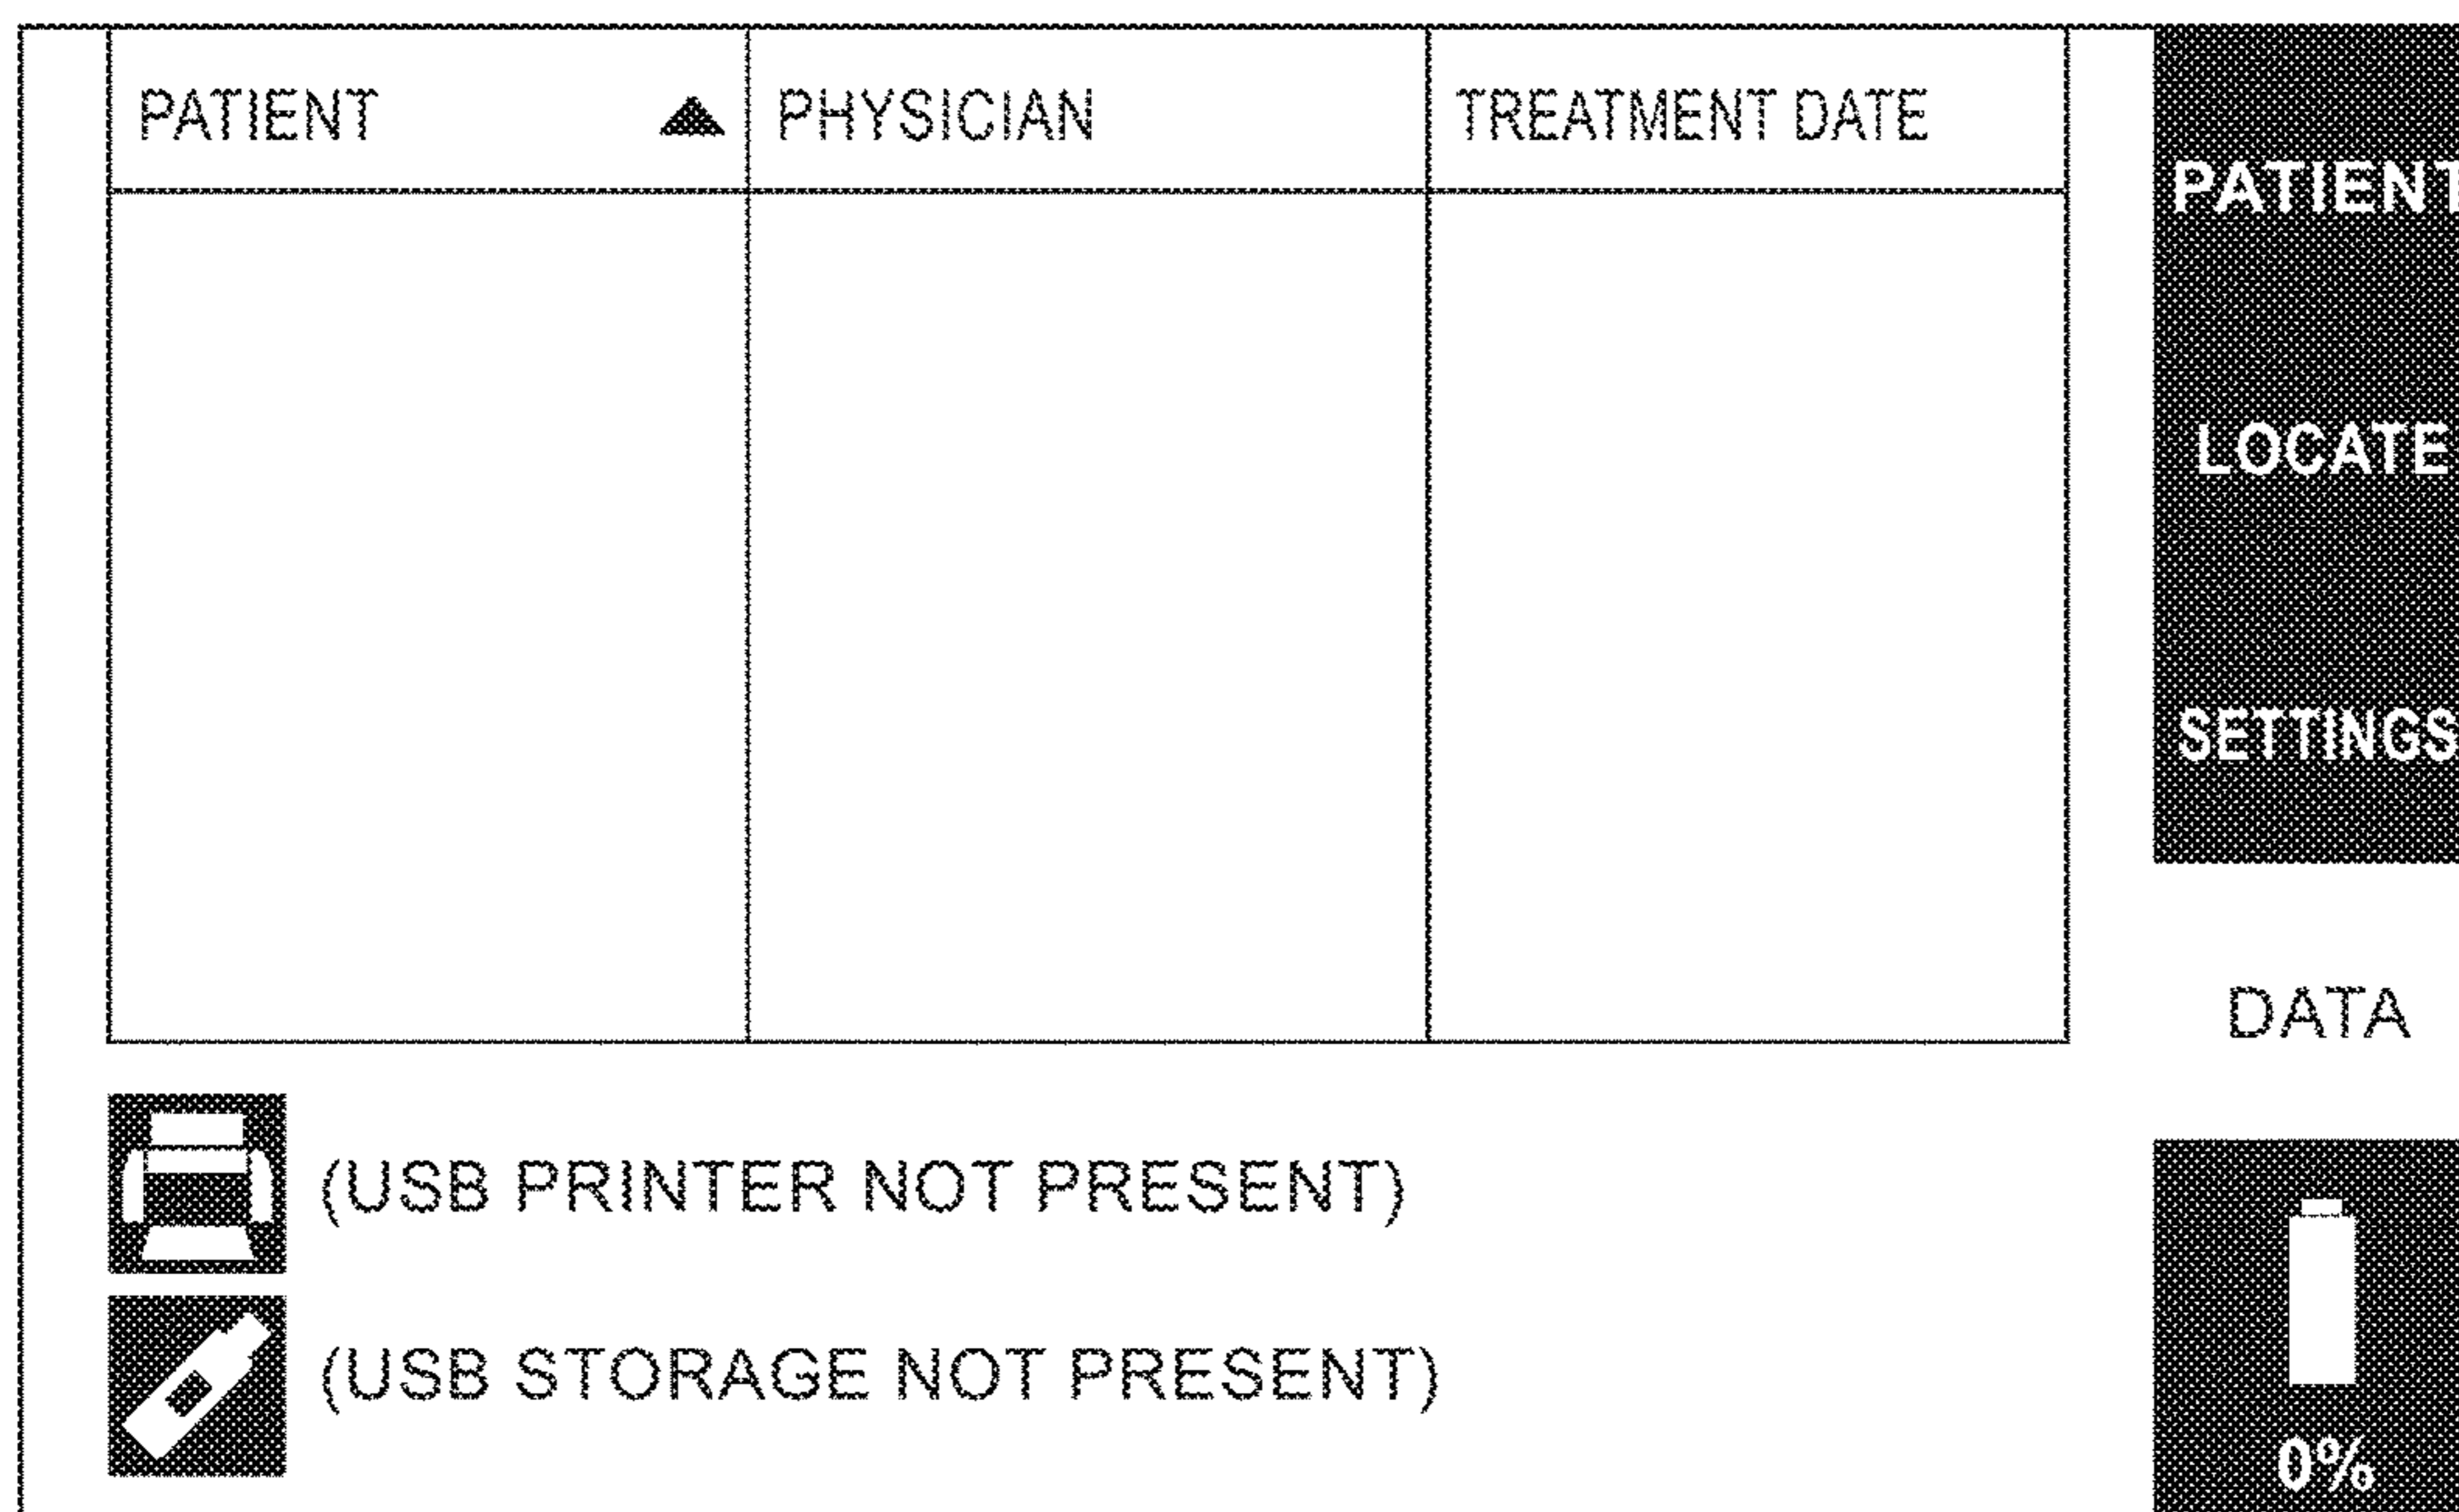 PATIENT ▲ PHYSICIAN TREATMENT DATE
PATIENT
LOCATE
SETTINGS
DATA
(USB PRINTER NOT PRESENT)
(USB STORAGE NOT PRESENT)
0%